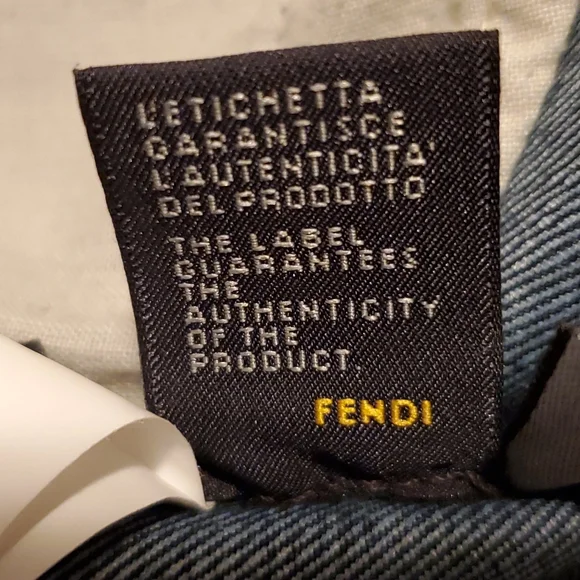 L'ETICHETTA
GARANTISCE
L'AUTENTICITA'
DEL PRODOTTO
THE LABEL
GUARANTEES
THE
AUTHENTICITY
OF THE
PRODUCT.
FENDI